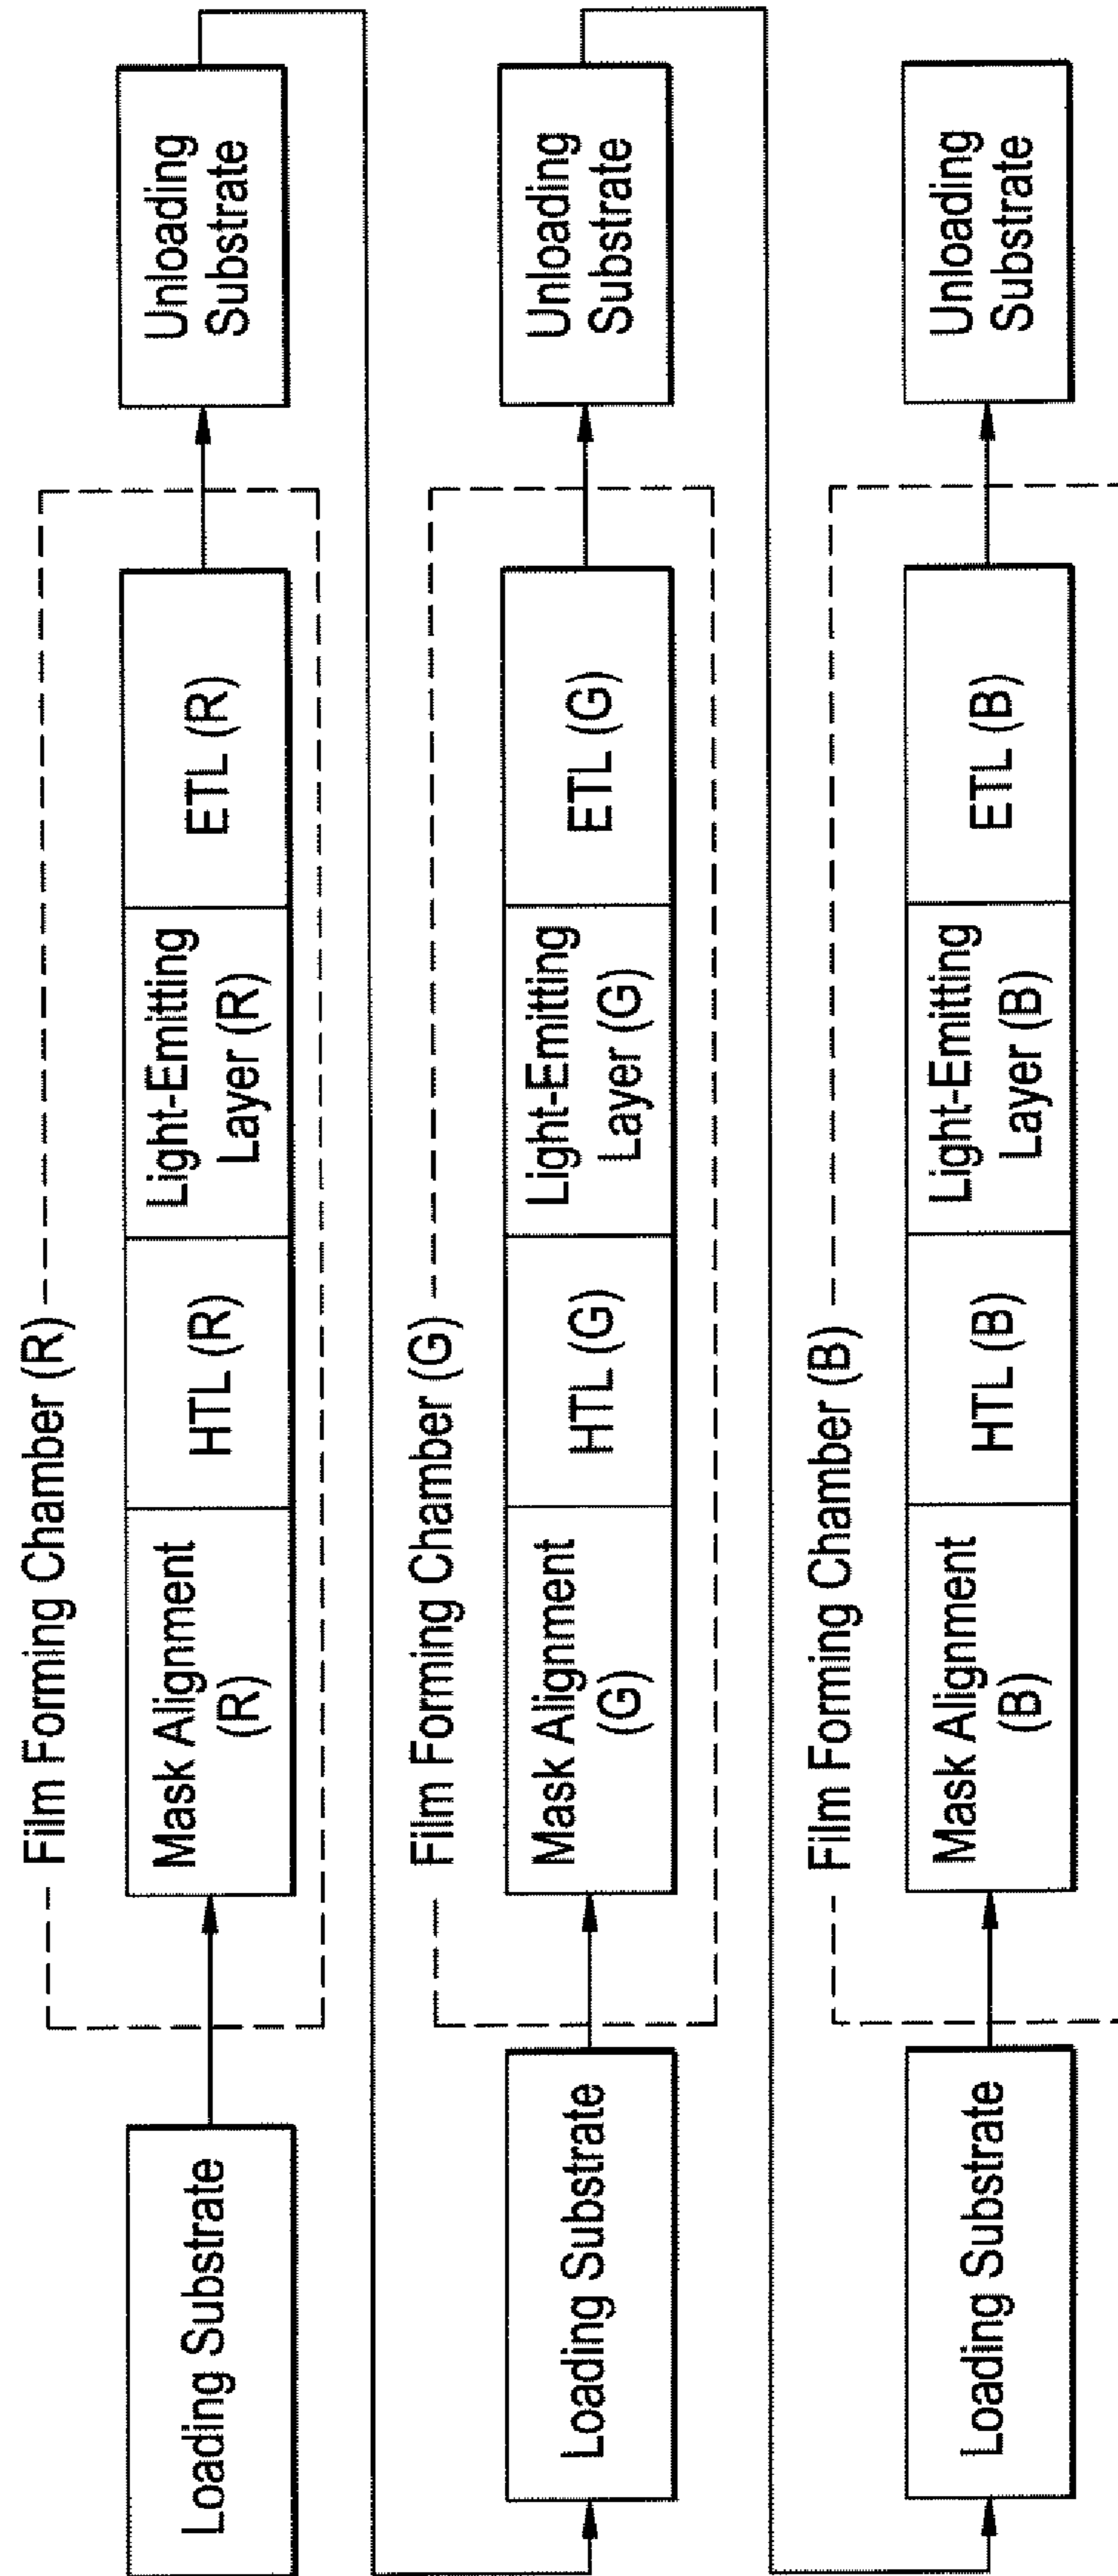 Film Forming Chamber (R)
Loading Substrate
Mask Alignment
(R)
HTL (R)
Light-Emitting
Layer (R)
ETL (R)
Unloading
Substrate
Film Forming Chamber (G)
Loading Substrate
Mask Alignment
(G)
HTL (G)
Light-Emitting
Layer (G)
ETL (G)
Unloading
Substrate
Film Forming Chamber (B)
Loading Substrate
Mask Alignment
(B)
HTL (B)
Light-Emitting
Layer (B)
ETL (B)
Unloading
Substrate